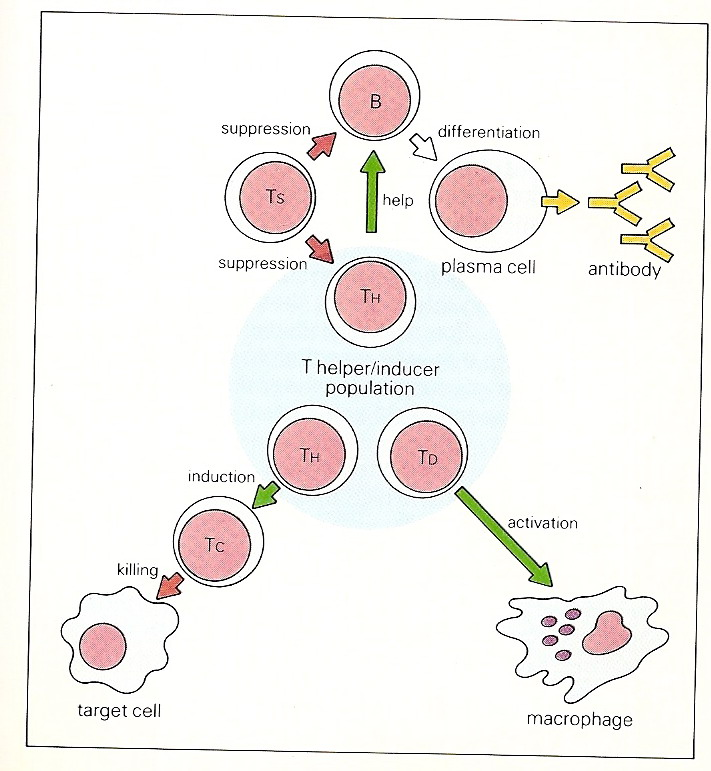 B
suppression
differentiation
Ts
help
suppression
plasma cell
antibody
TH
T helper/inducer
population
TH
TD
induction
activation
Tc
killing
target cell
macrophage